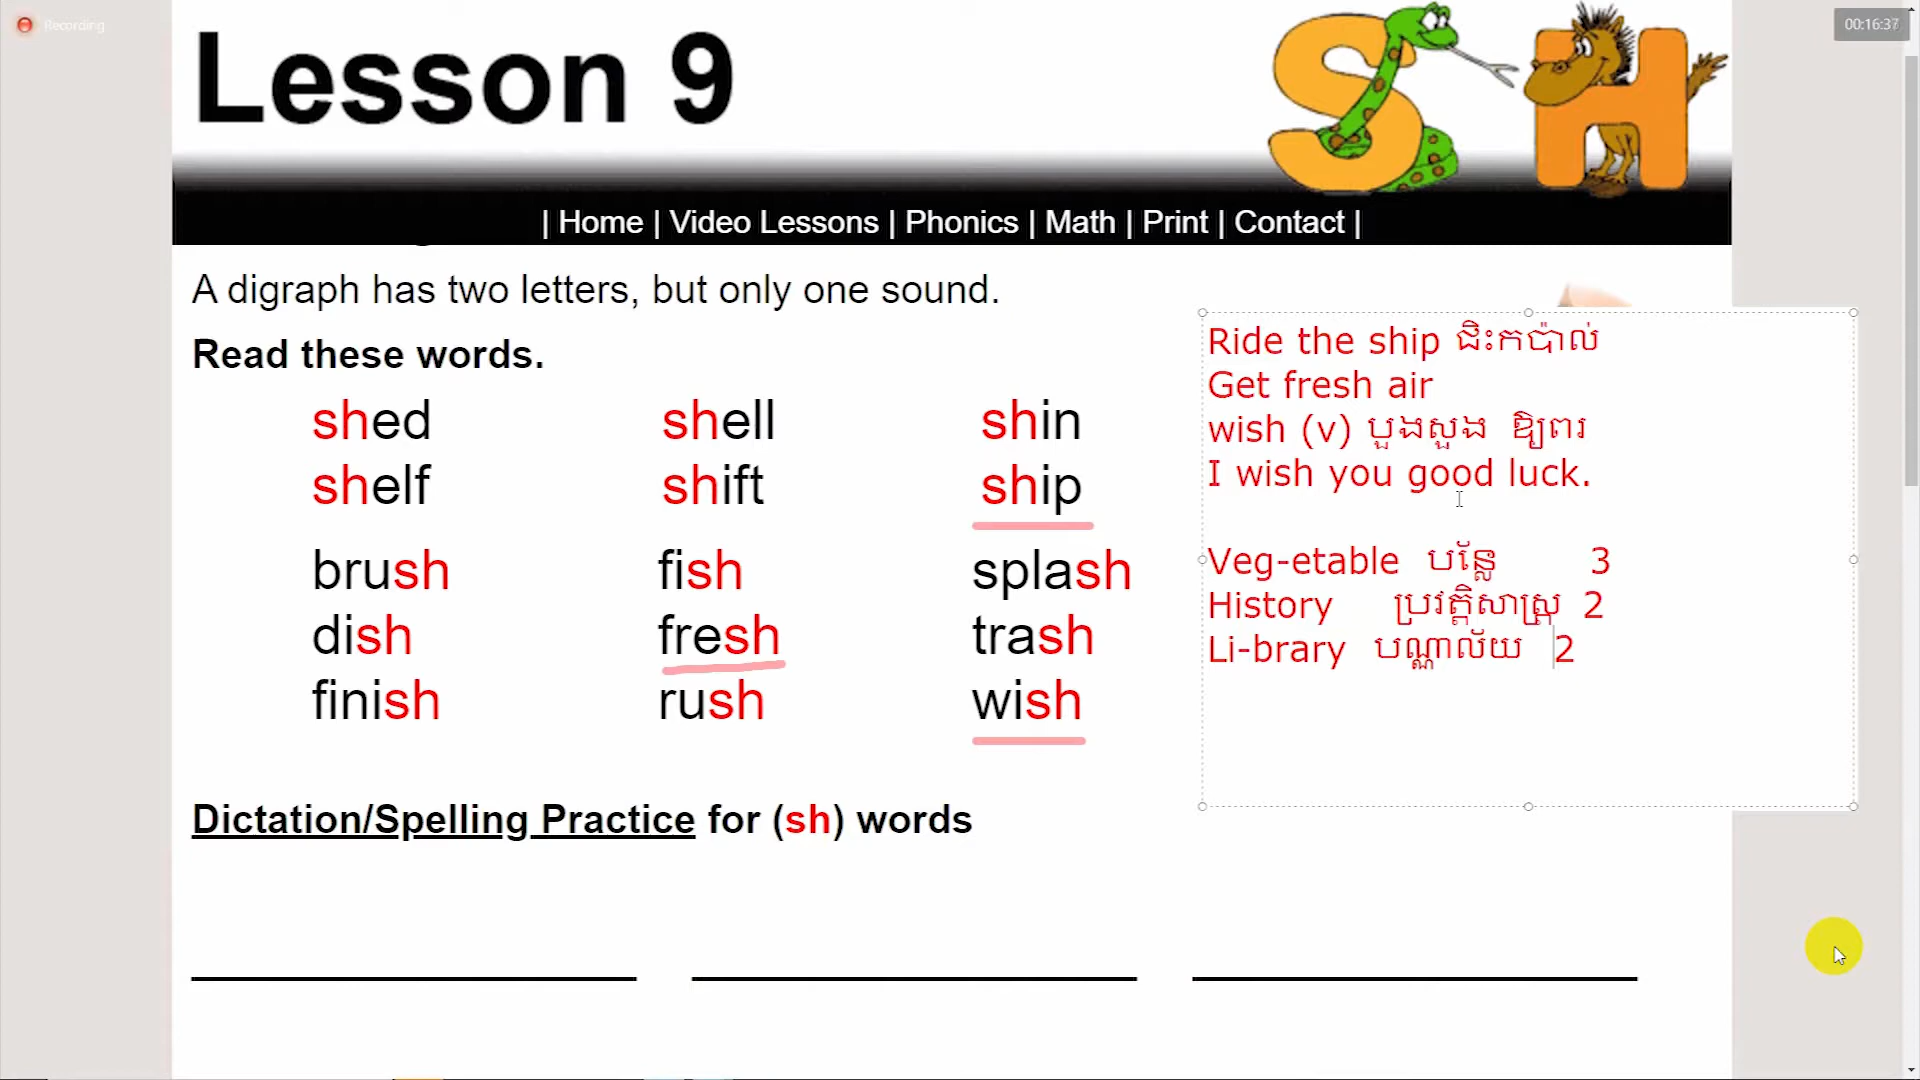 Recording
00:16:37
Lesson 9
SH
| Home | Video Lessons | Phonics | Math | Print | Contact |
A digraph has two letters, but only one sound.
Read these words.
shed shell shin
shelf shift ship
brush fish splash
dish fresh trash
finish rush wish
Dictation/Spelling Practice for (sh) words
Ride the ship ជិះកប៉ាល់
Get fresh air
wish (v) បួងសួង ឱ្យពរ
I wish you good luck.
Veg-etable បន្លែ 3
History ប្រវត្តិសាស្ត្រ 2
Li-brary បណ្ណាល័យ 2